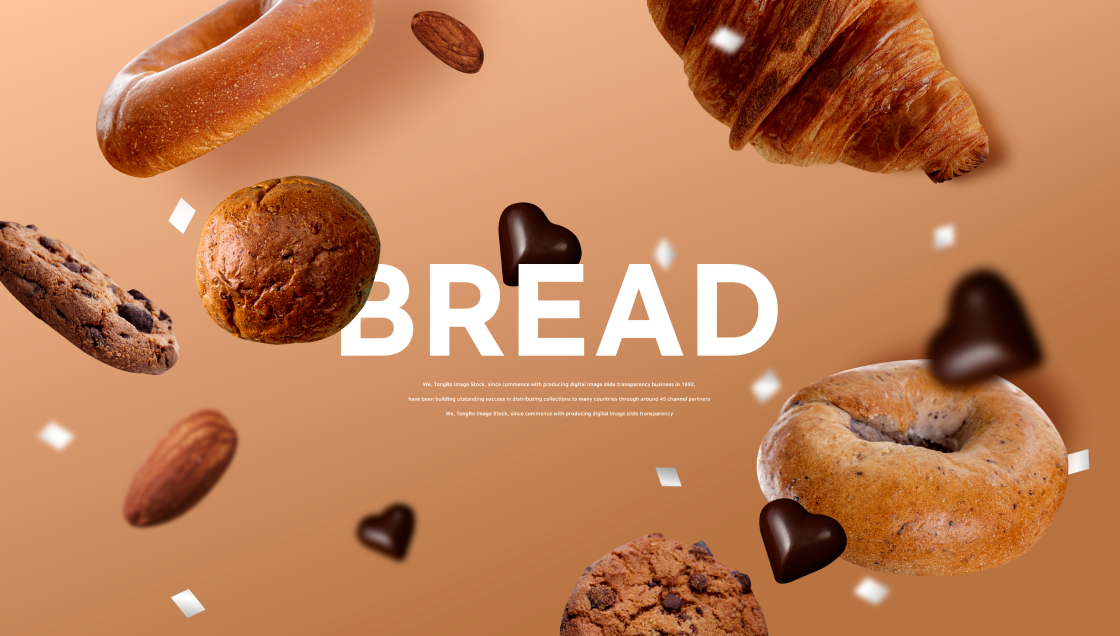 BREAD
We, TongRo Image Stock, since commence with producing digital image slide transparency business in 1992,
have been building utstanding success in distributing collections to many countries through around 45 channel partners
We, TongRo Image Stock, since commence with producing digital image slide transparency